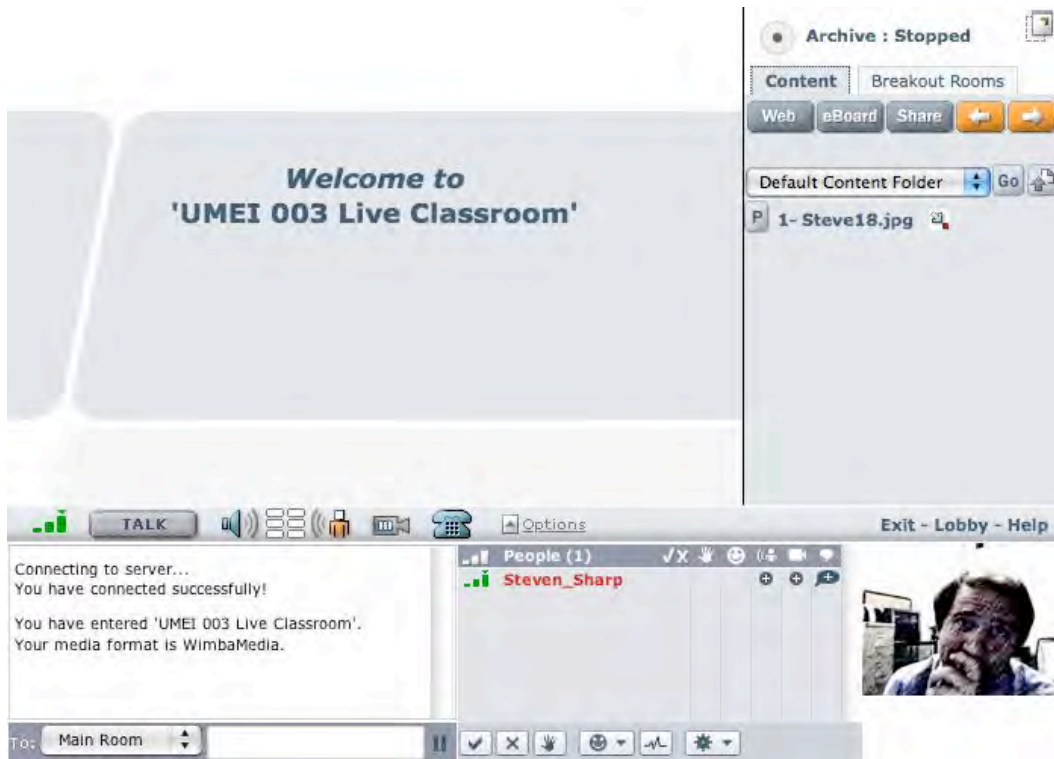 Archive : Stopped
Content Breakout Rooms
Web eBoard Share
Default Content Folder Go
P 1- Steve18.jpg
Welcome to
'UMEI 003 Live Classroom'
TALK Options Exit - Lobby - Help
Connecting to server...
You have connected successfully!
You have entered 'UMEI 003 Live Classroom'.
Your media format is WimbaMedia.
People (1)
Steven_Sharp
To: Main Room